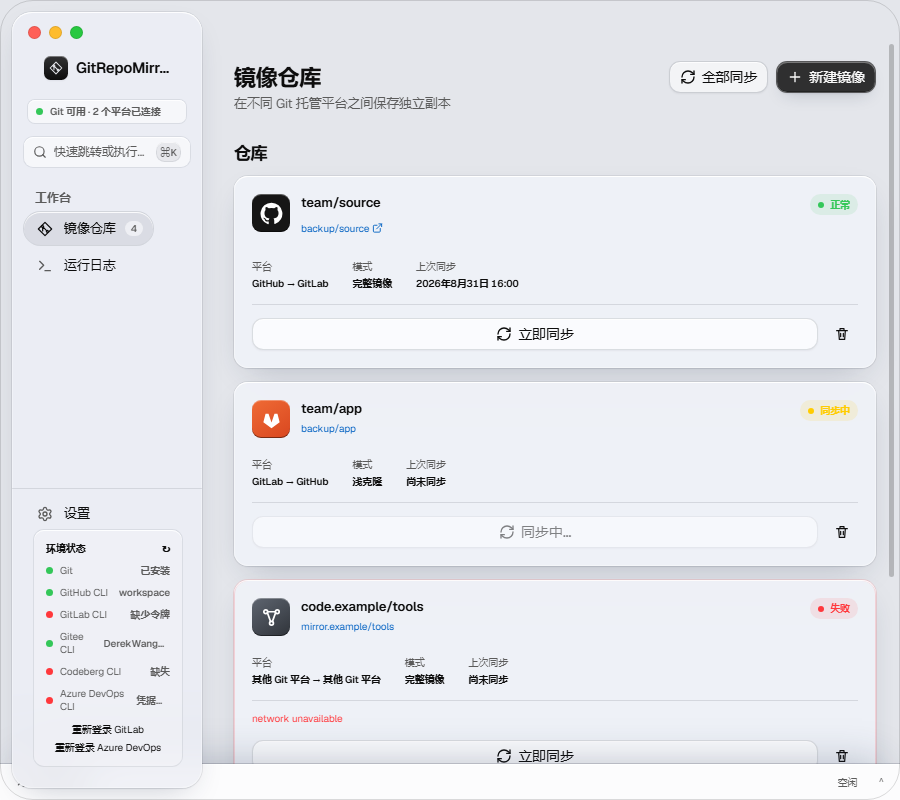 GitRepoMirr...
Git 可用 · 2 个平台已连接
快速跳转或执行... ⌘K
工作台
镜像仓库 4
运行日志
设置
环境状态 ↻
Git 已安装
GitHub CLI workspace
GitLab CLI 缺少令牌
Gitee CLI DerekWang...
Codeberg CLI 缺失
Azure DevOps CLI 凭据...
重新登录 GitLab
重新登录 Azure DevOps
镜像仓库
在不同 Git 托管平台之间保存独立副本
全部同步
新建镜像
仓库
team/source
正常
backup/source
平台 模式 上次同步
GitHub → GitLab 完整镜像 2026年8月31日 16:00
立即同步
team/app
同步中
backup/app
平台 模式 上次同步
GitLab → GitHub 浅克隆 尚未同步
同步中...
code.example/tools
失败
mirror.example/tools
平台 模式 上次同步
其他 Git 平台 → 其他 Git 平台 完整镜像 尚未同步
network unavailable
立即同步
空闲 ^